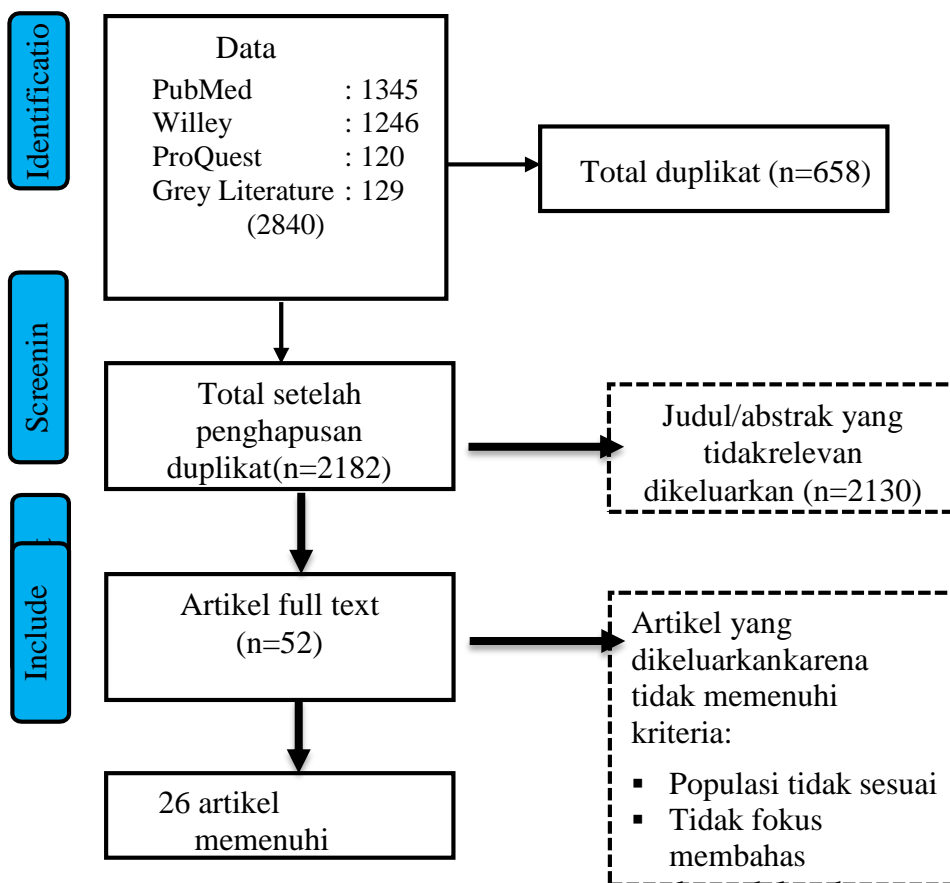 Identificatio
Data
PubMed : 1345
Willey : 1246
ProQuest : 120
Grey Literature : 129
(2840)
Total duplikat (n=658)
Screenin
Total setelah
penghapusan
duplikat(n=2182)
Judul/abstrak yang
tidakrelevan
dikeluarkan (n=2130)
Include
Artikel full text
(n=52)
Artikel yang
dikeluarkankarena
tidak memenuhi
kriteria:
▪ Populasi tidak sesuai
▪ Tidak fokus
membahas
26 artikel
memenuhi